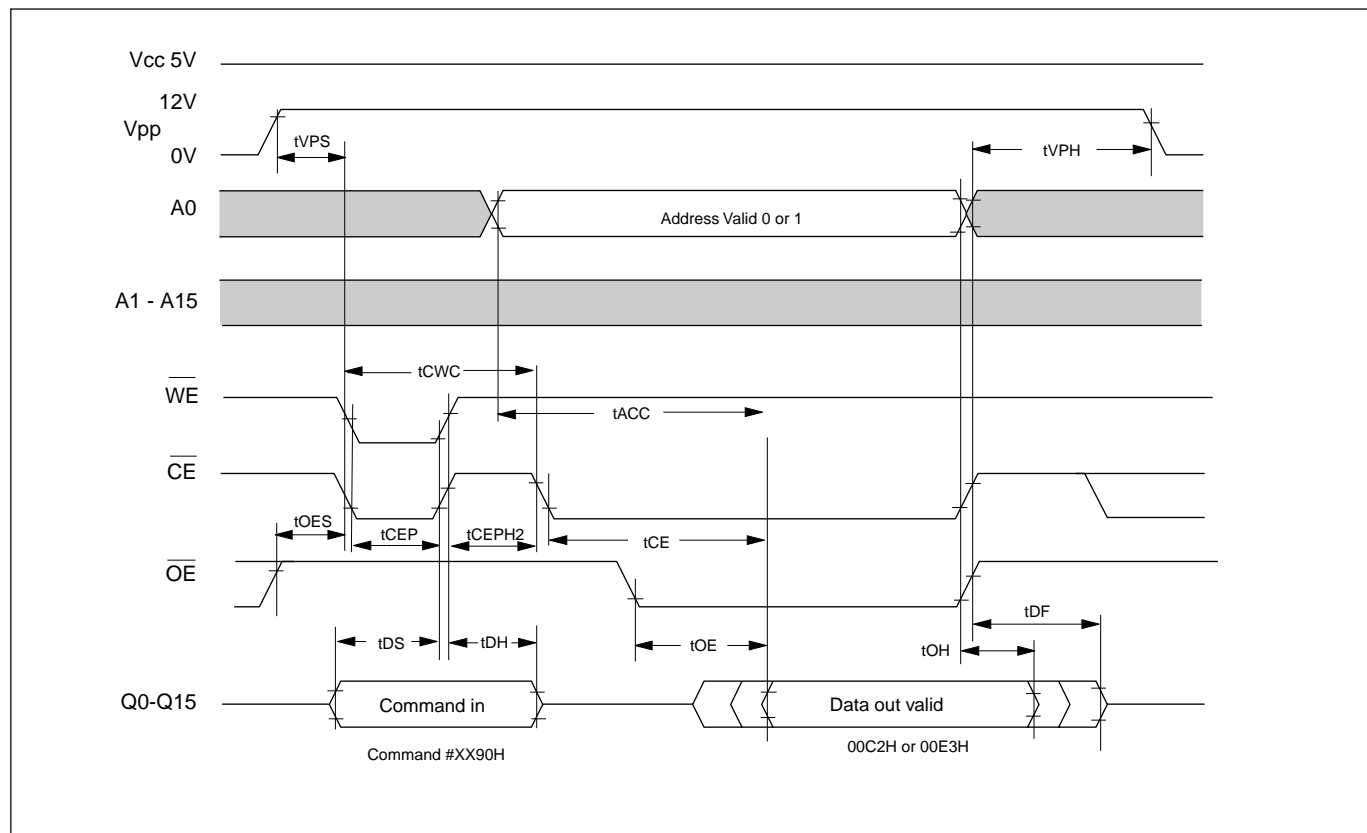 Vcc 5V
12V
Vpp
0V
tVPS
tVPH
A0
Address Valid 0 or 1
A1 - A15
tCWC
WE
tACC
CE
tOES
tCEP
tCEPH2
tCE
OE
tDF
tDS
tDH
tOE
tOH
Q0-Q15
Command in
Data out valid
Command #XX90H
00C2H or 00E3H